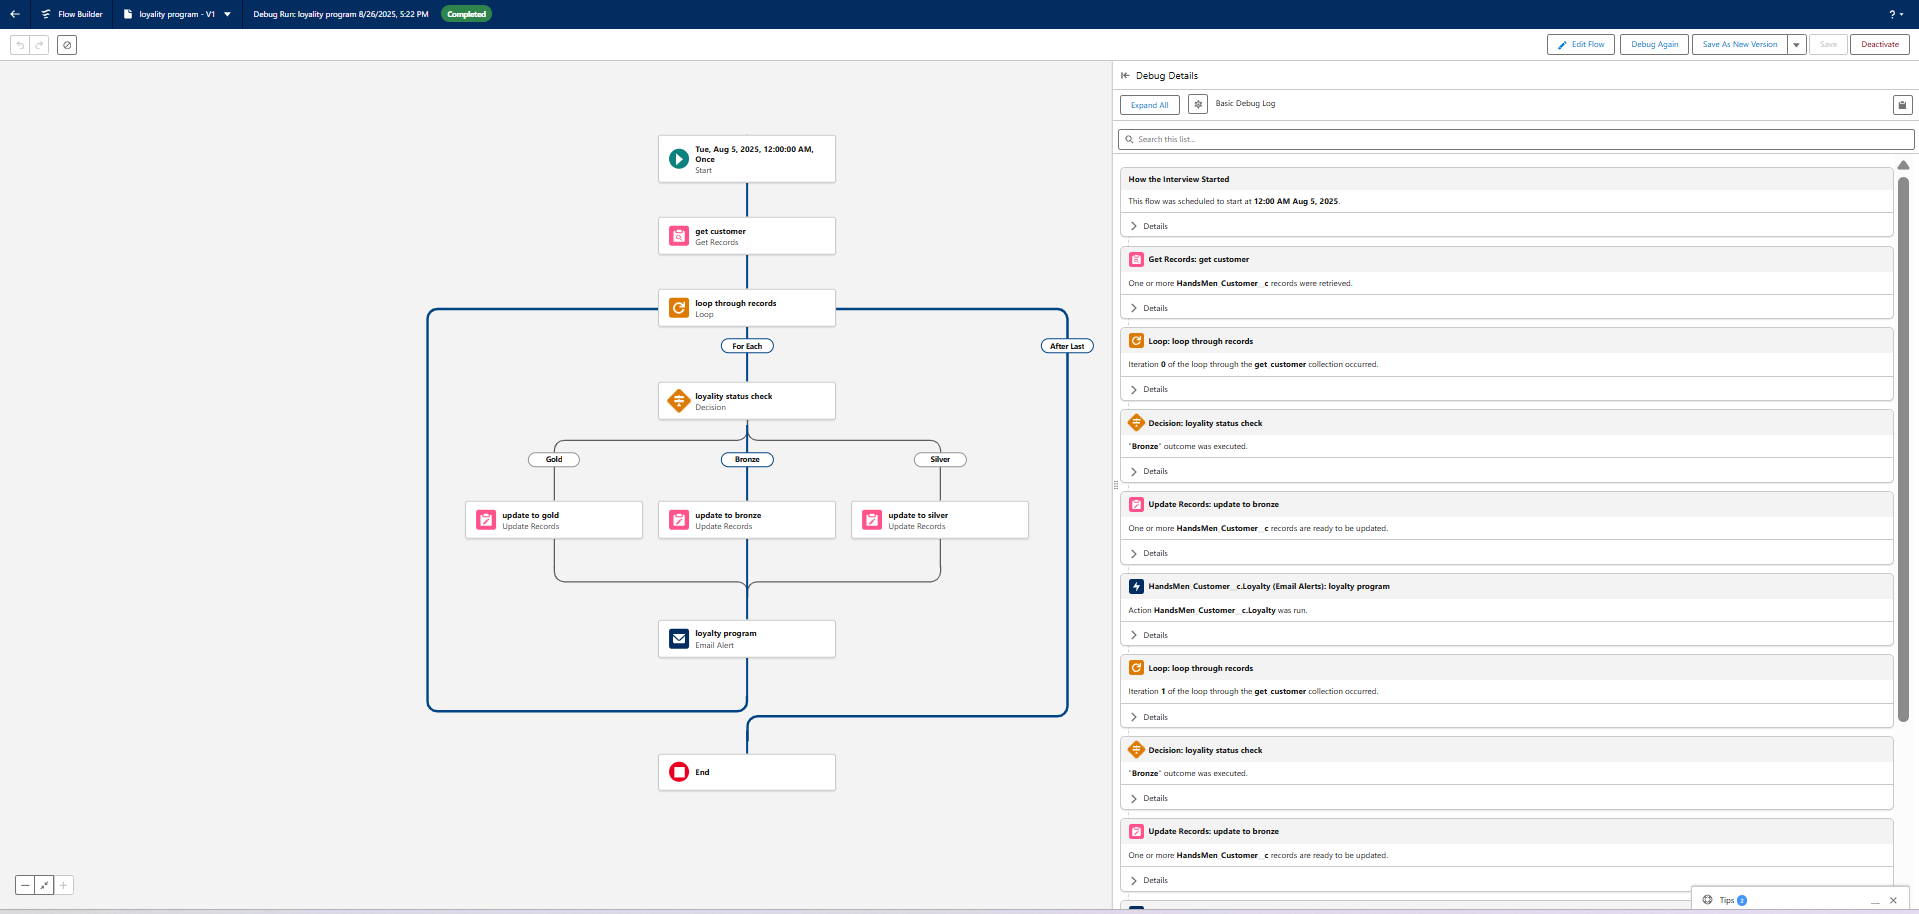 Flow Builder
loyality program - V1
Debug Run: loyality program 8/26/2025, 5:22 PM
Completed
?
Edit Flow
Debug Again
Save As New Version
Save
Deactivate
Tue, Aug 5, 2025, 12:00:00 AM,
Once
Start
get customer
Get Records
loop through records
Loop
For Each
After Last
loyality status check
Decision
Gold
Bronze
Silver
update to gold
Update Records
update to bronze
Update Records
update to silver
Update Records
loyalty program
Email Alert
End
Debug Details
Expand All
Basic Debug Log
Search this list...
How the Interview Started
This flow was scheduled to start at 12:00 AM Aug 5, 2025.
Details
Get Records: get customer
One or more HandsMen_Customer__c records were retrieved.
Details
Loop: loop through records
Iteration 0 of the loop through the get_customer collection occurred.
Details
Decision: loyality status check
"Bronze" outcome was executed.
Details
Update Records: update to bronze
One or more HandsMen_Customer__c records are ready to be updated.
Details
HandsMen_Customer__c.Loyalty (Email Alerts): loyalty program
Action HandsMen_Customer__c.Loyalty was run.
Details
Loop: loop through records
Iteration 1 of the loop through the get_customer collection occurred.
Details
Decision: loyality status check
"Bronze" outcome was executed.
Details
Update Records: update to bronze
One or more HandsMen_Customer__c records are ready to be updated.
Details
Tips 2